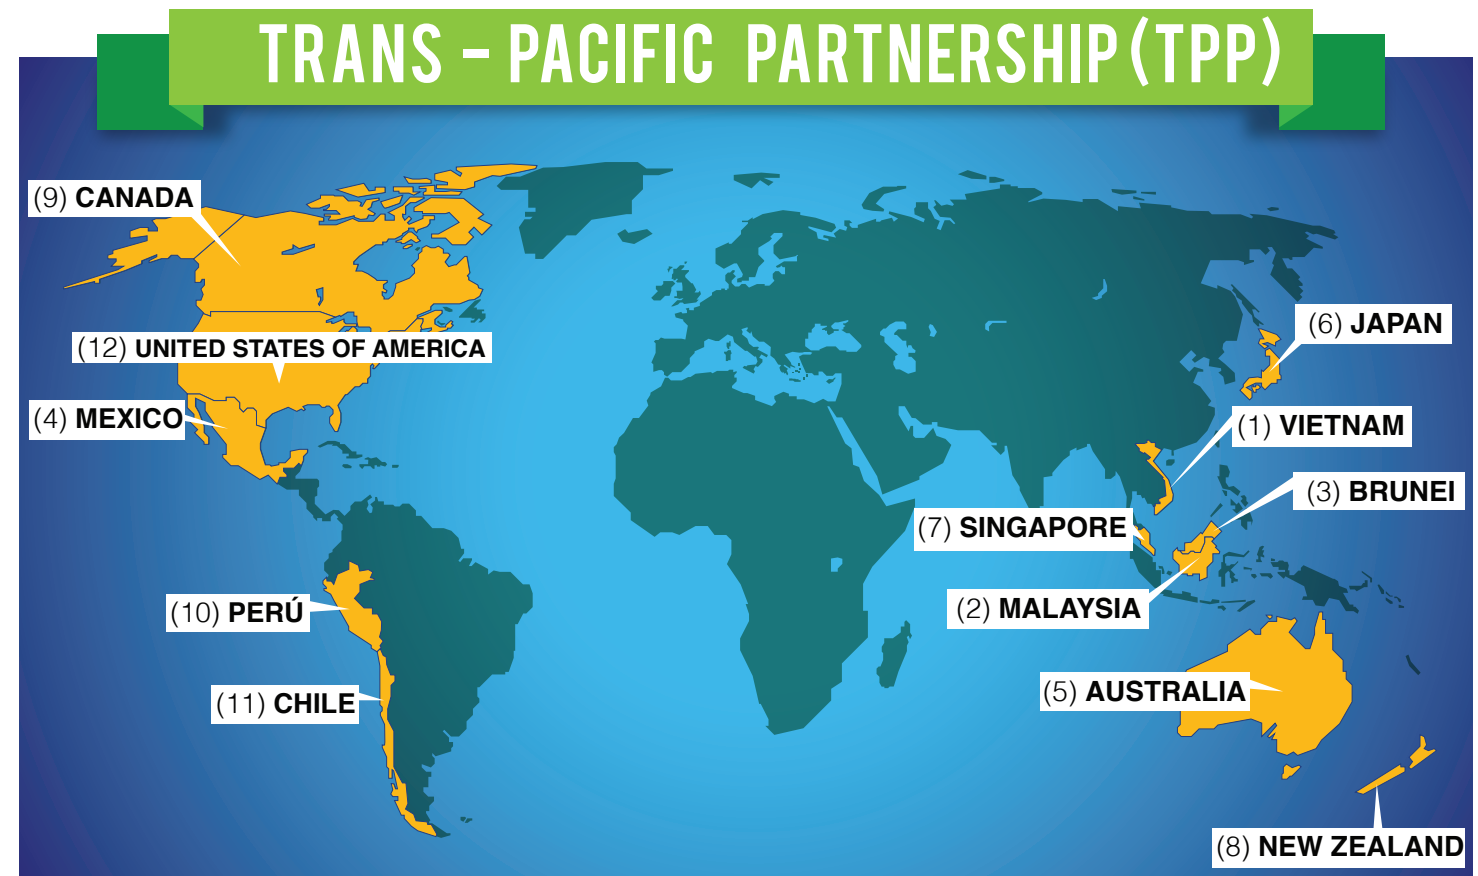 TRANS - PACIFIC PARTNERSHIP (TPP)
(9) CANADA
(12) UNITED STATES OF AMERICA
(6) JAPAN
(4) MEXICO
(1) VIETNAM
(3) BRUNEI
(7) SINGAPORE
(10) PERÚ
(2) MALAYSIA
(11) CHILE
(5) AUSTRALIA
(8) NEW ZEALAND